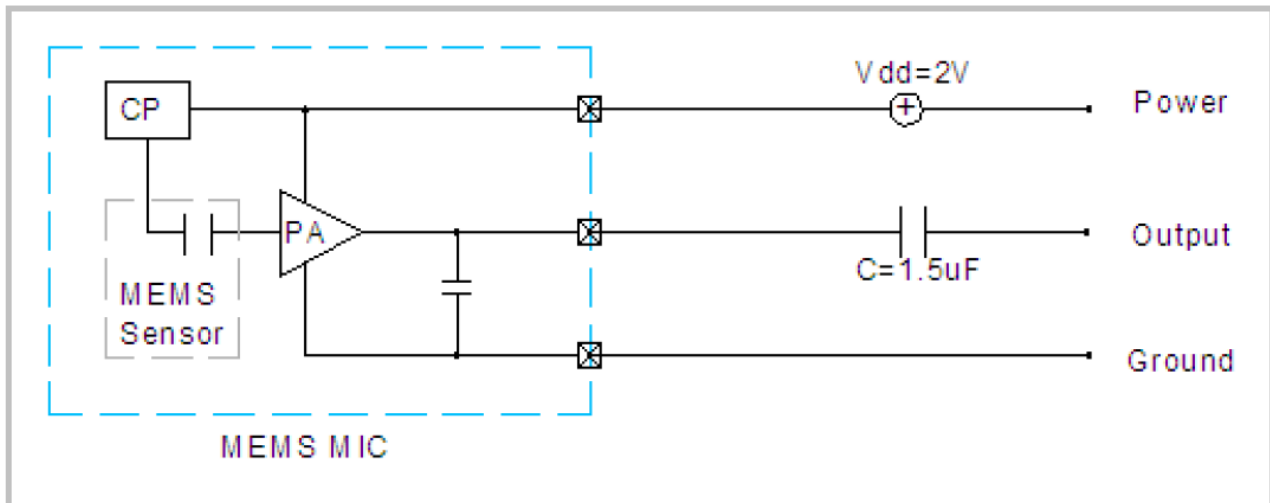 Vdd=2V
Power
CP
PA
Output
C=1.5uF
MEMS
Sensor
Ground
MEMS MIC